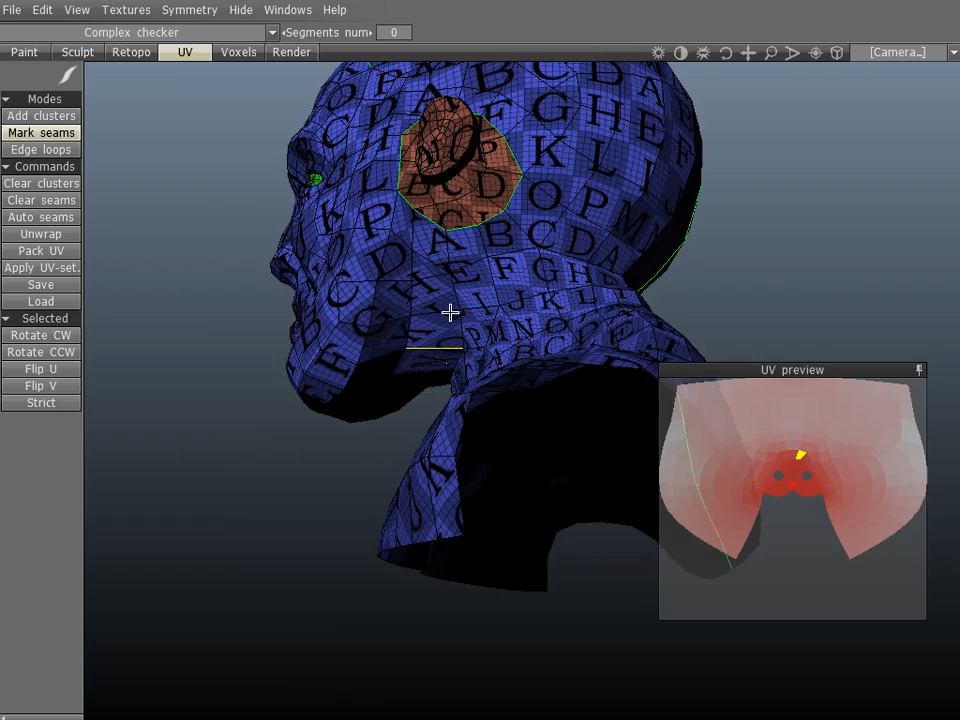 File Edit View Textures Symmetry Hide Windows Help
Complex checker Segments num 0
Paint Sculpt Retopo UV Voxels Render [Camera_]
Modes
Add clusters
Mark seams
Edge loops
Commands
Clear clusters
Clear seams
Auto seams
Unwrap
Pack UV
Apply UV-set.
Save
Load
Selected
Rotate CW
Rotate CCW
Flip U
Flip V
Strict
UV preview
A B C D A
G H E
K L I
O P M
A B C D A
E F G H
I J K L
P M N O
A B C